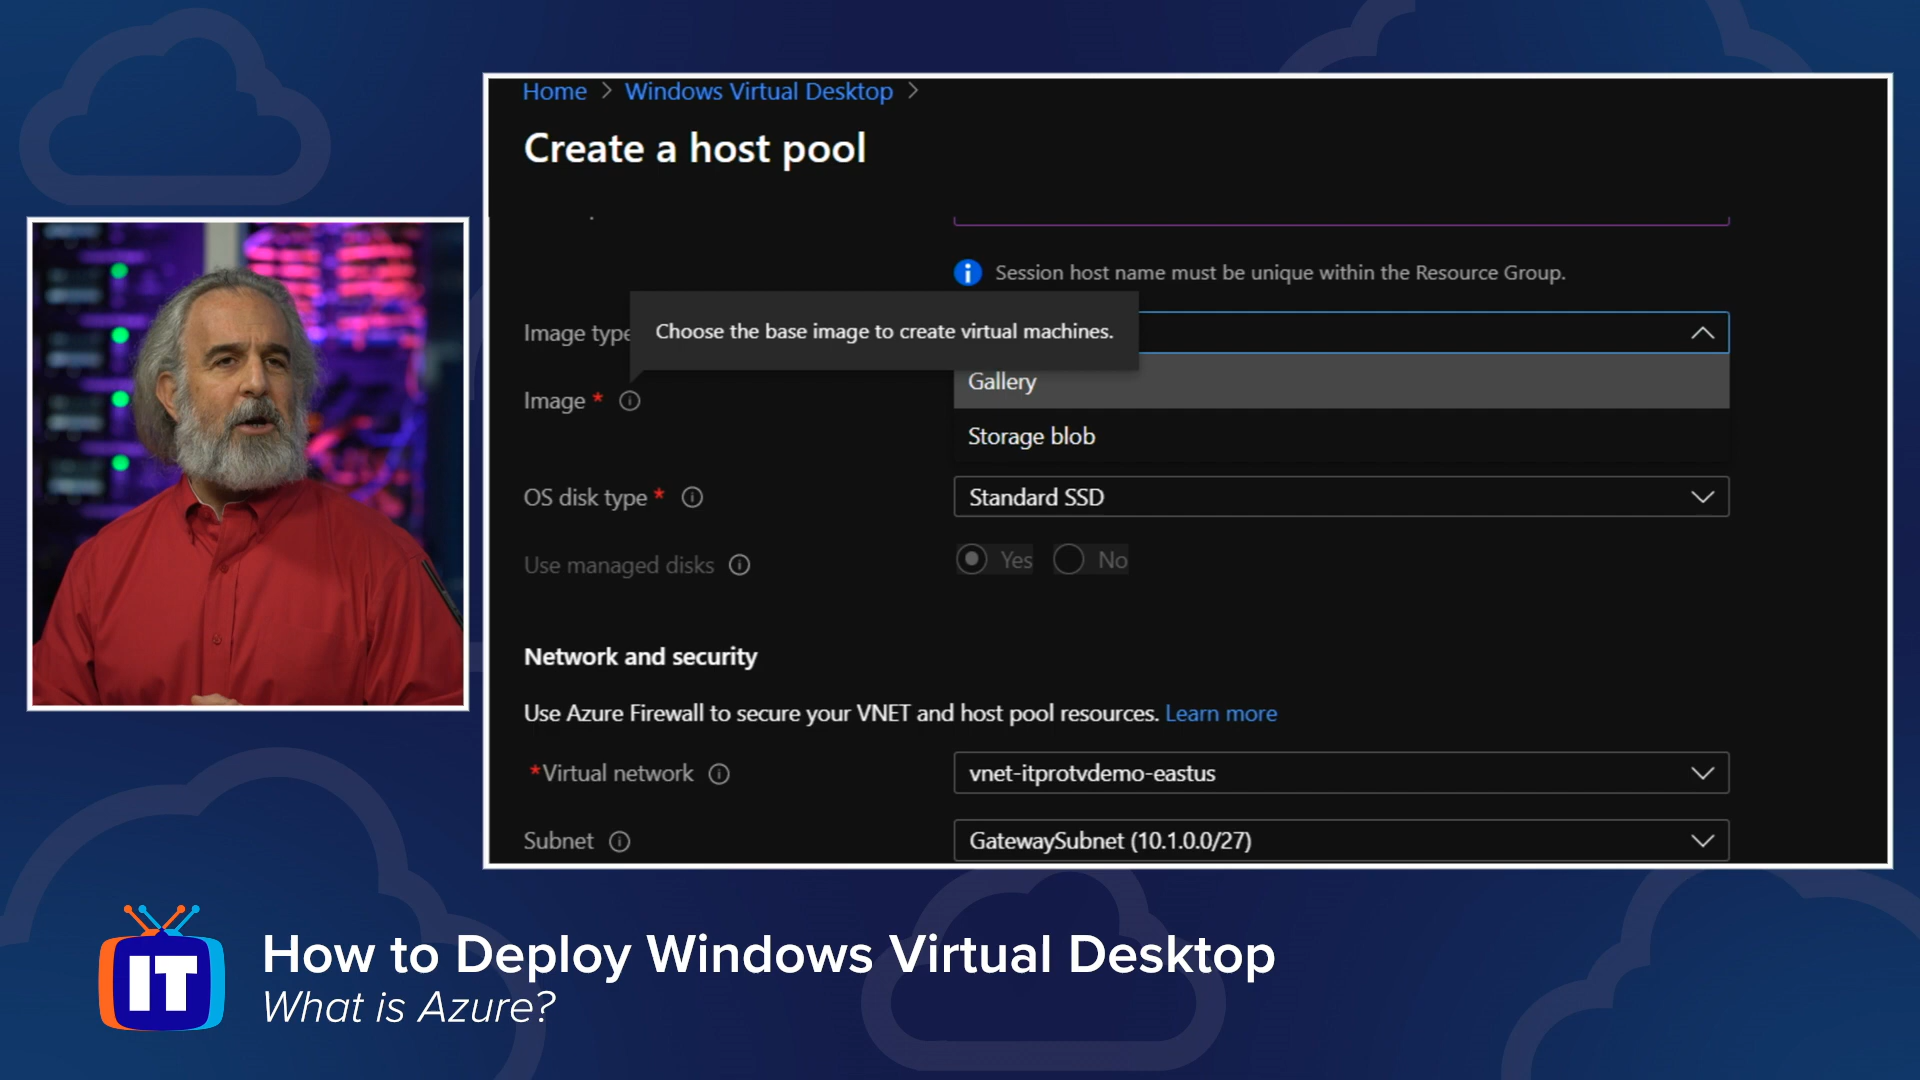 Home > Windows Virtual Desktop >
Create a host pool
Session host name must be unique within the Resource Group.
Image type
Choose the base image to create virtual machines.
Gallery
Image *
Storage blob
OS disk type *
Standard SSD
Use managed disks
Yes No
Network and security
Use Azure Firewall to secure your VNET and host pool resources. Learn more
*Virtual network
vnet-itprotvdemo-eastus
Subnet
GatewaySubnet (10.1.0.0/27)
IT
How to Deploy Windows Virtual Desktop
What is Azure?